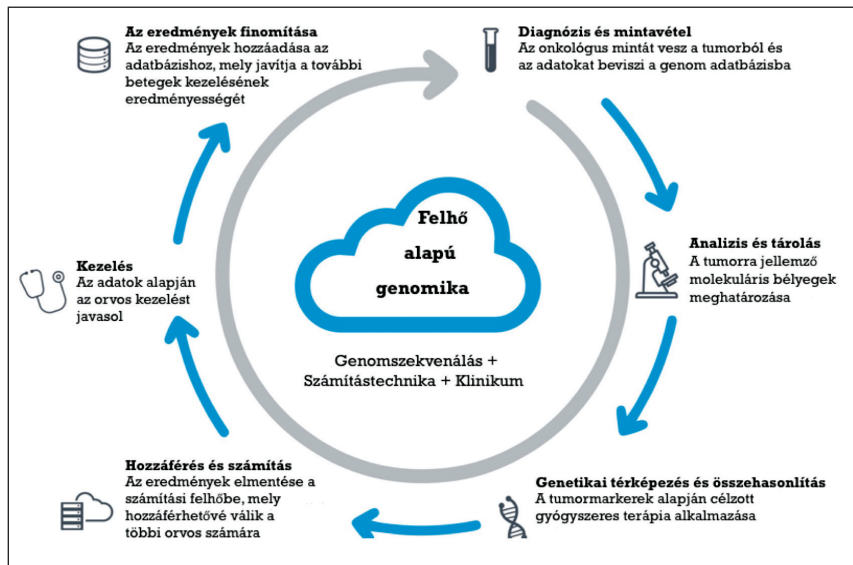 Az eredmények finomítása
Az eredmények hozzáadása az
adatbázishoz, mely javítja a további
betegek kezelésének
eredményességét
Diagnózis és mintavétel
Az onkológus mintát vesz a tumorból és
az adatokat beviszi a genom adatbázisba
Analizis és tárolás
A tumorra jellemző
molekuláris bélyegek
meghatározása
Genetikai térképezés és összehasonlítás
A tumormarkerek alapján célzott
gyógyszeres terápia alkalmazása
Hozzáférés és számítás
Az eredmények elmentése a
számítási felhőbe, mely
hozzáférhetővé válik a
többi orvos számára
Kezelés
Az adatok alapján
az orvos kezelést
javasol
Felhő
alapú
genomika
Genomszekvenálás +
Számítástechnika + Klinikum